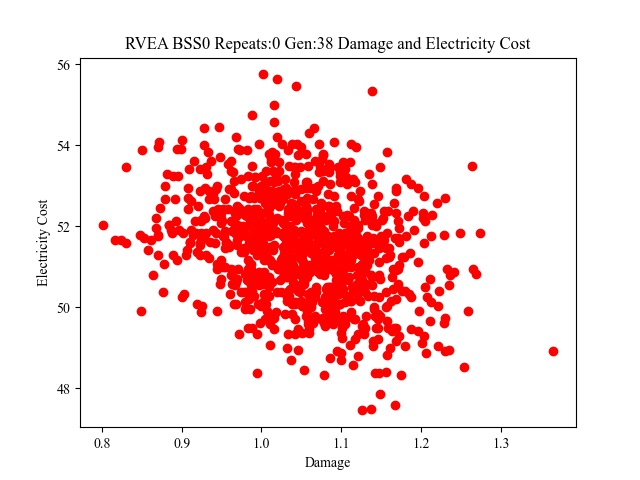 RVEA BSS0 Repeats:0 Gen:38 Damage and Electricity Cost
56
54
52
50
48
Electricity Cost
0.8 0.9 1.0 1.1 1.2 1.3
Damage